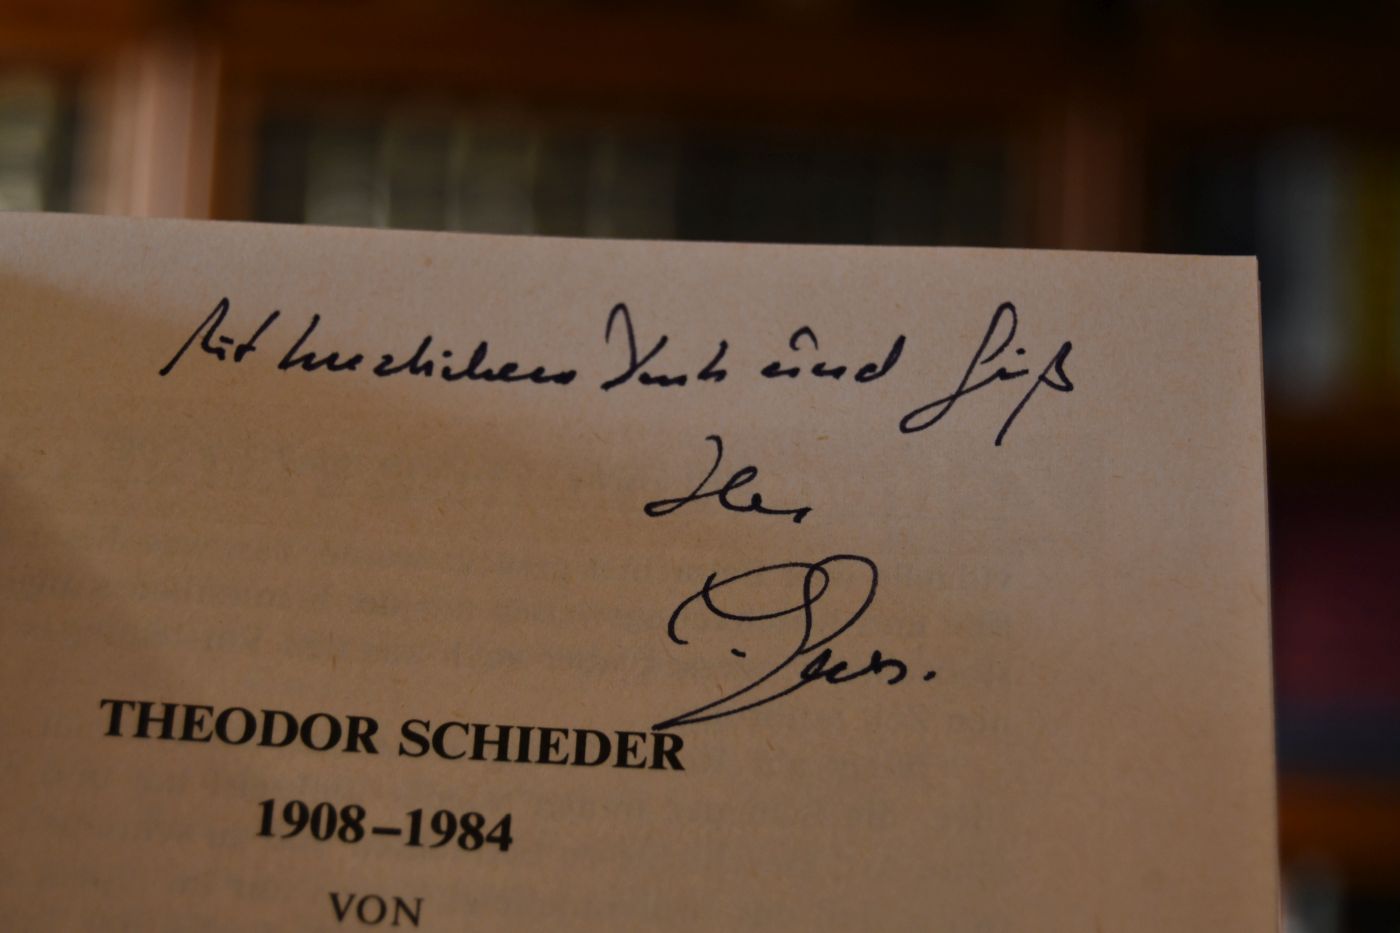 Mit herzlichem Dank und Gruß
Ihr
THEODOR SCHIEDER
1908–1984
VON